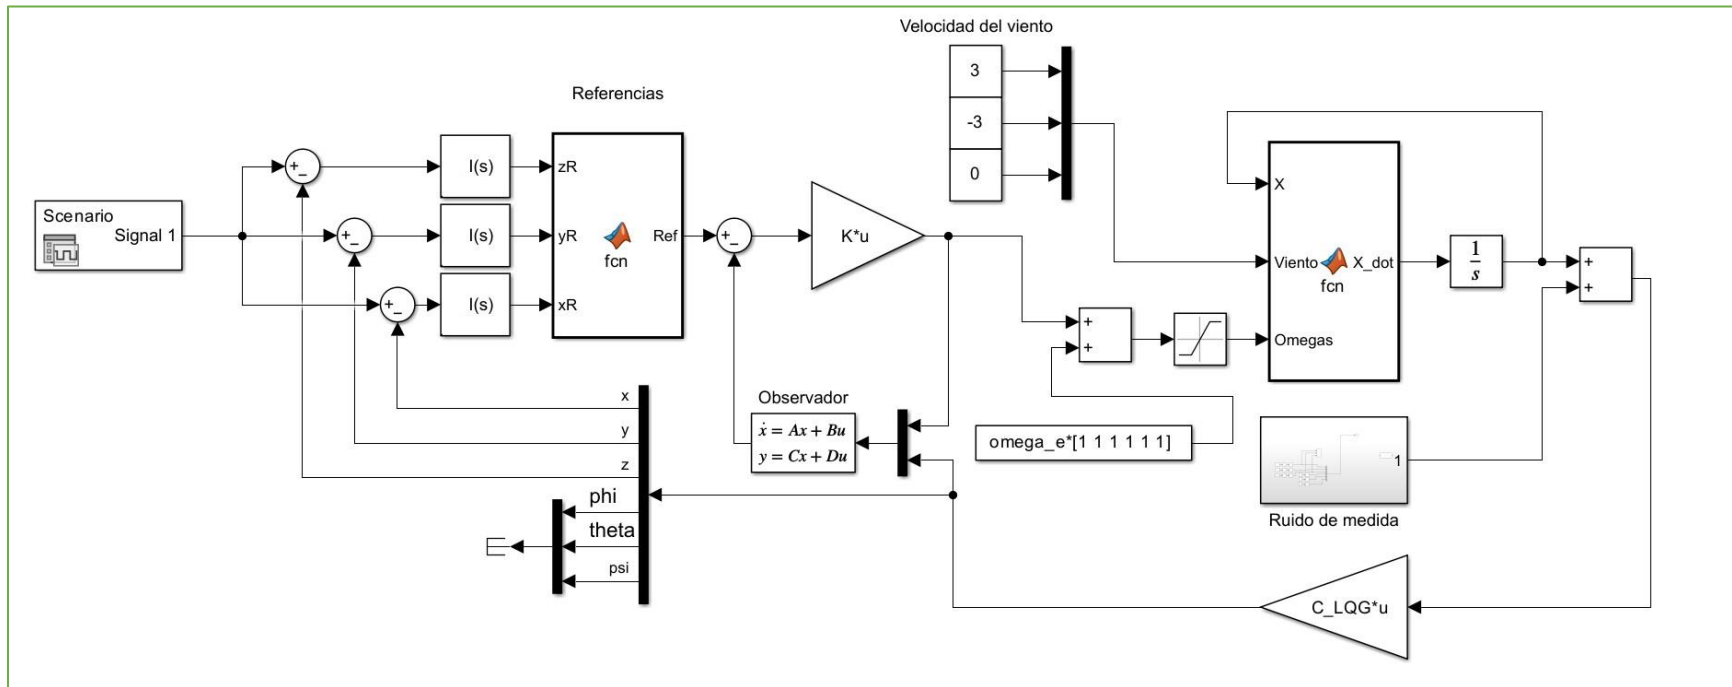 Velocidad del viento
3
-3
0
Referencias
Scenario
Signal 1
+
−
+
−
+
−
I(s)
I(s)
I(s)
zR
yR
xR
Ref
fcn
+
−
K*u
X
Viento
Omegas
X_dot
fcn
1
s
+
+
+
+
x
y
z
phi
theta
psi
Observador
ẋ = Ax + Bu
y = Cx + Du
omega_e*[1 1 1 1 1 1]
1
Ruido de medida
C_LQG*u